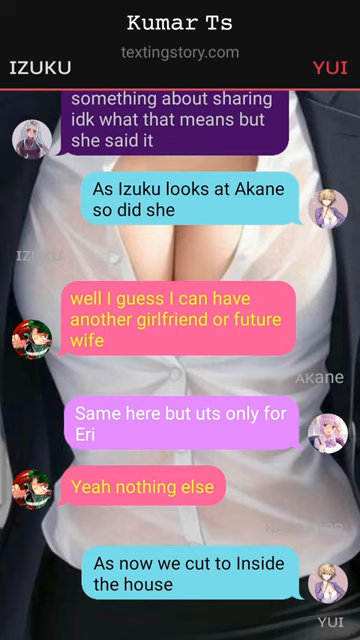 Kumar Ts
textingstory.com
IZUKU
YUI
something about sharing
idk what that means but
she said it
As Izuku looks at Akane
so did she
IZUKU
well I guess I can have
another girlfriend or future
wife
AKane
Same here but uts only for
Eri
Yeah nothing else
As now we cut to Inside
the house
YUI